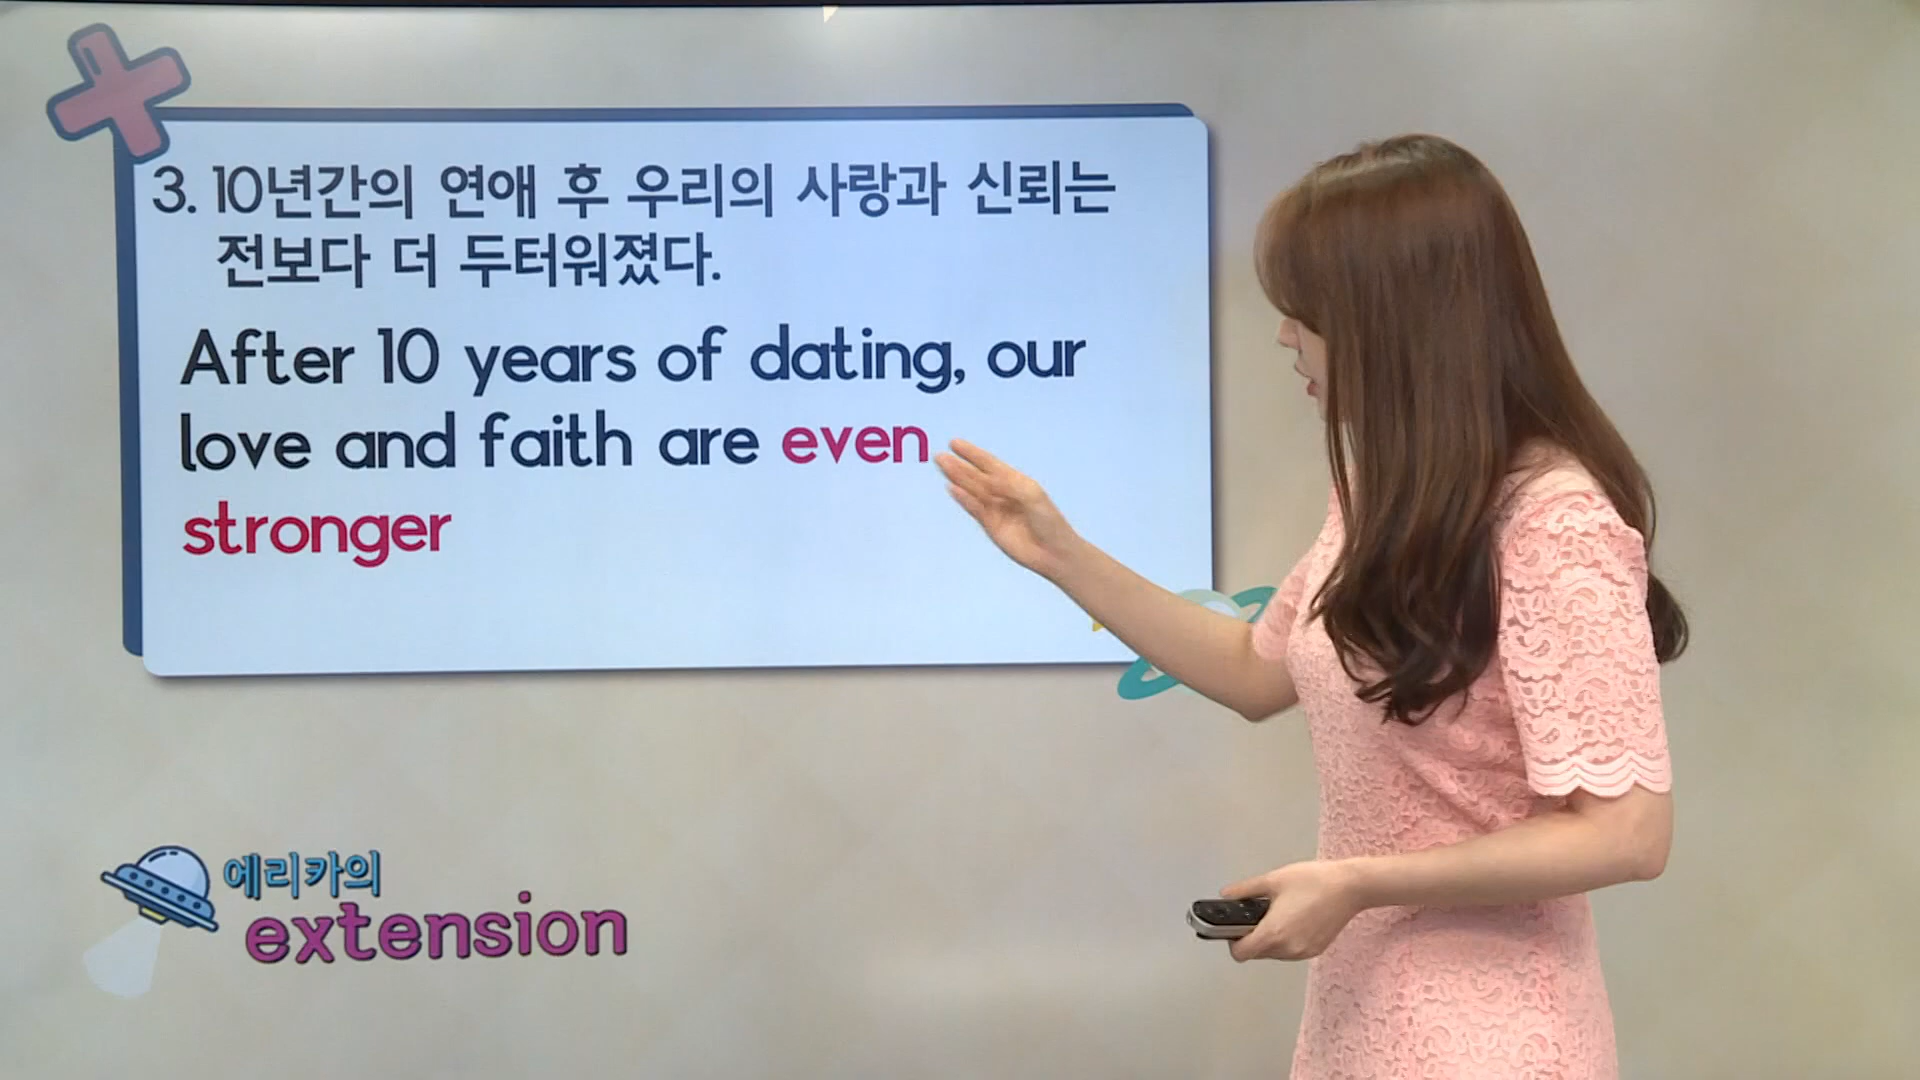 3. 10년간의 연애 후 우리의 사랑과 신뢰는
전보다 더 두터워졌다.
After 10 years of dating, our
love and faith are even
stronger
에리카의
extension